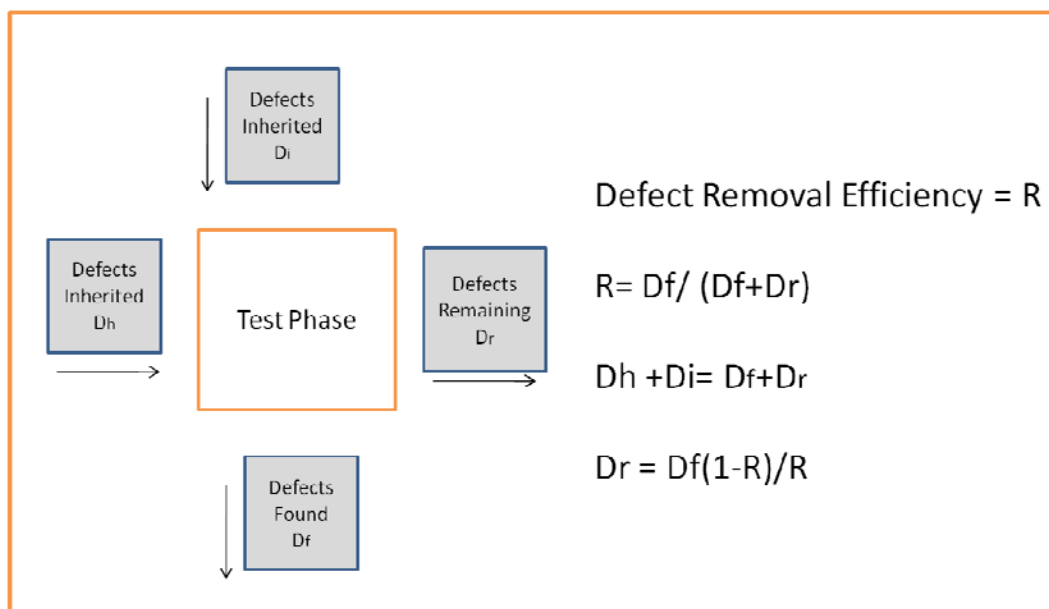 Defects
Inherited
Di
Defects
Inherited
Dh
Test Phase
Defects
Remaining
Dr
Defects
Found
Df
Defect Removal Efficiency = R
R= Df/ (Df+Dr)
Dh +Di= Df+Dr
Dr = Df(1-R)/R